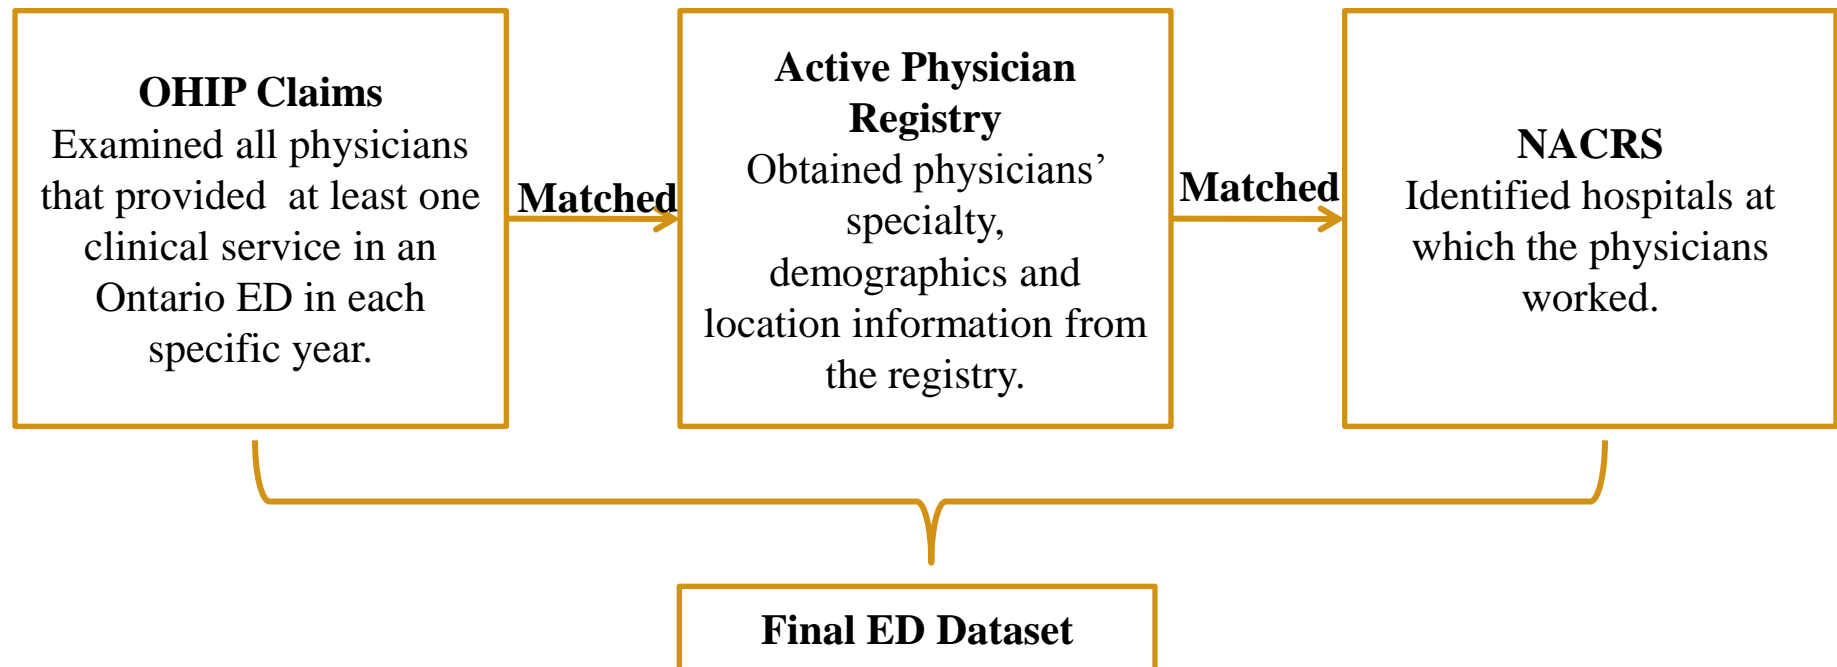 OHIP Claims
Examined all physicians
that provided  at least one
clinical service in an
Ontario ED in each
specific year.
Matched
Active Physician
Registry
Obtained physicians’
specialty,
demographics and
location information from
the registry.
Matched
NACRS
Identified hospitals at
which the physicians
worked.
Final ED Dataset